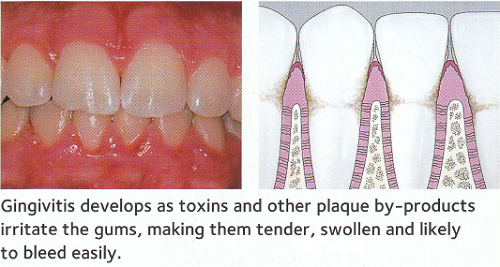 Gingivitis develops as toxins and other plaque by-products
irritate the gums, making them tender, swollen and likely
to bleed easily.